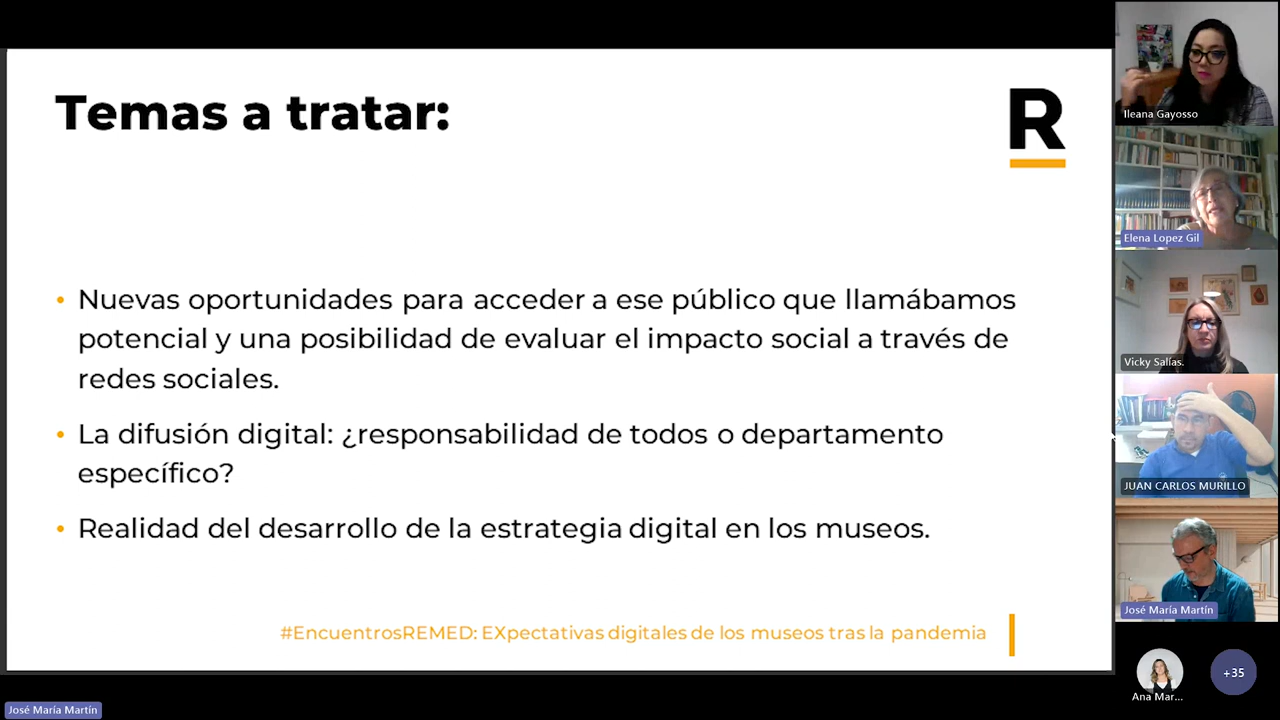 Temas a tratar:
R
• Nuevas oportunidades para acceder a ese público que llamábamos
potencial y una posibilidad de evaluar el impacto social a través de
redes sociales.
• La difusión digital: ¿responsabilidad de todos o departamento
específico?
• Realidad del desarrollo de la estrategia digital en los museos.
#EncuentrosREMED: EXpectativas digitales de los museos tras la pandemia
José María Martín
Ileana Gayosso
Elena Lopez Gil
Vicky Salías.
JUAN CARLOS MURILLO
José María Martín
Ana Mar...
+35